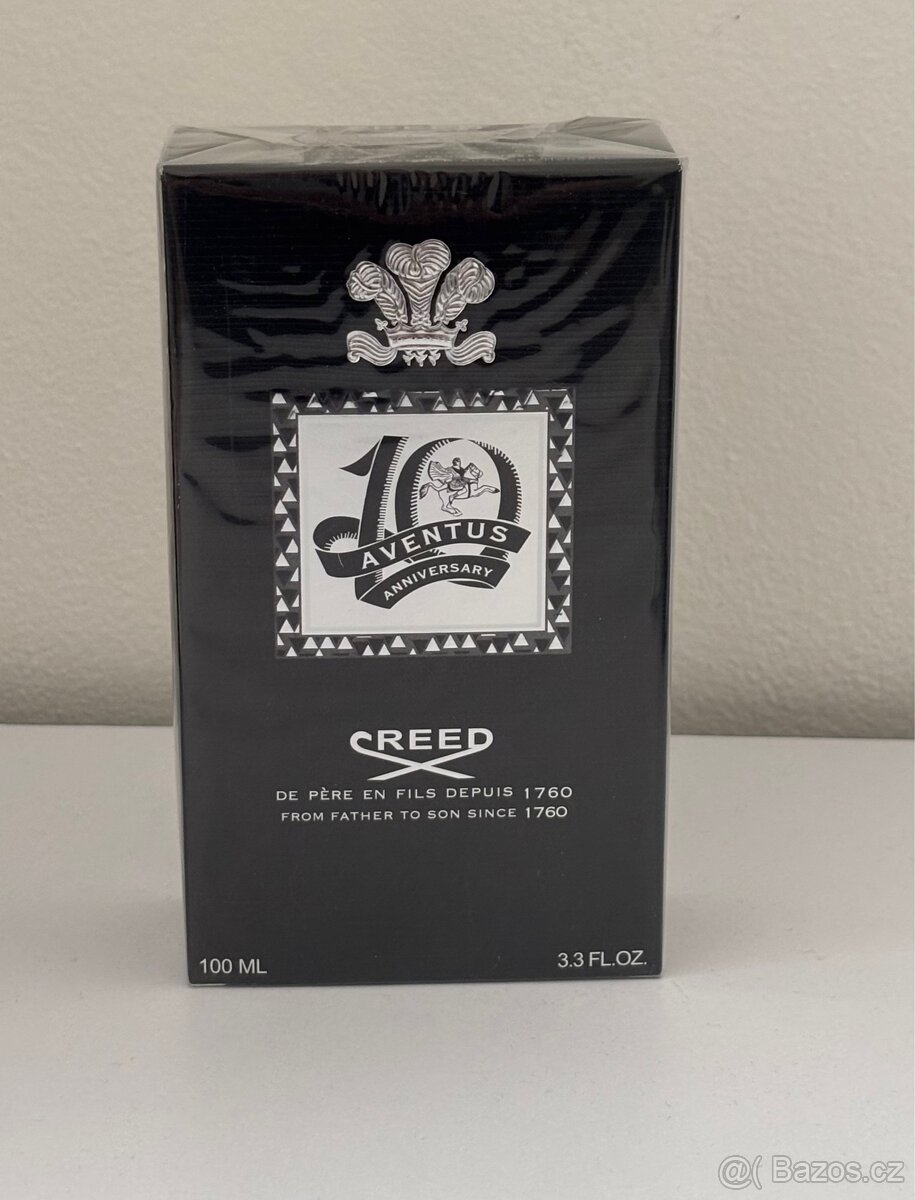 10
AVENTUS
ANNIVERSARY
CREED
DE PÈRE EN FILS DEPUIS 1760
FROM FATHER TO SON SINCE 1760
100 ML
3.3 FL.OZ.
@( Bazos.cz